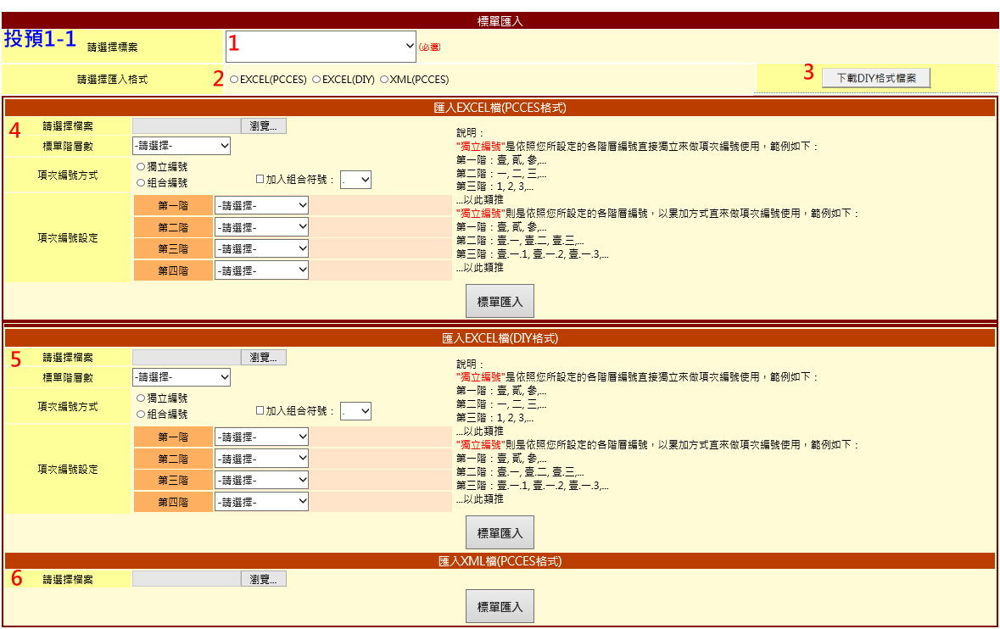 標單匯入
投預1-1
請選擇標案
1
(必選)
請選擇匯入格式
2
EXCEL(PCCES) EXCEL(DIY) XML(PCCES)
3
下載DIY格式檔案
匯入EXCEL檔(PCCES格式)
4
請選擇檔案
瀏覽...
標單階層數
-請選擇-
項次編號方式
獨立編號
組合編號
加入組合符號：
.
項次編號設定
第一階
-請選擇-
第二階
-請選擇-
第三階
-請選擇-
第四階
-請選擇-
說明：
"獨立編號"是依照您所設定的各階層編號直接獨立來做項次編號使用，範例如下：
第一階：壹, 貳, 參,...
第二階：一, 二, 三,...
第三階：1, 2, 3,...
...以此類推
"獨立編號"則是依照您所設定的各階層編號，以累加方式直來做項次編號使用，範例如下：
第一階：壹, 貳, 參,...
第二階：壹.一, 壹.二, 壹.三,...
第三階：壹.一.1, 壹.一.2, 壹.一.3,...
...以此類推
標單匯入
匯入EXCEL檔(DIY格式)
5
請選擇檔案
瀏覽...
標單階層數
-請選擇-
項次編號方式
獨立編號
組合編號
加入組合符號：
.
項次編號設定
第一階
-請選擇-
第二階
-請選擇-
第三階
-請選擇-
第四階
-請選擇-
說明：
"獨立編號"是依照您所設定的各階層編號直接獨立來做項次編號使用，範例如下：
第一階：壹, 貳, 參,...
第二階：一, 二, 三,...
第三階：1, 2, 3,...
...以此類推
"獨立編號"則是依照您所設定的各階層編號，以累加方式直來做項次編號使用，範例如下：
第一階：壹, 貳, 參,...
第二階：壹.一, 壹.二, 壹.三,...
第三階：壹.一.1, 壹.一.2, 壹.一.3,...
...以此類推
標單匯入
匯入XML檔(PCCES格式)
6
請選擇檔案
瀏覽...
標單匯入